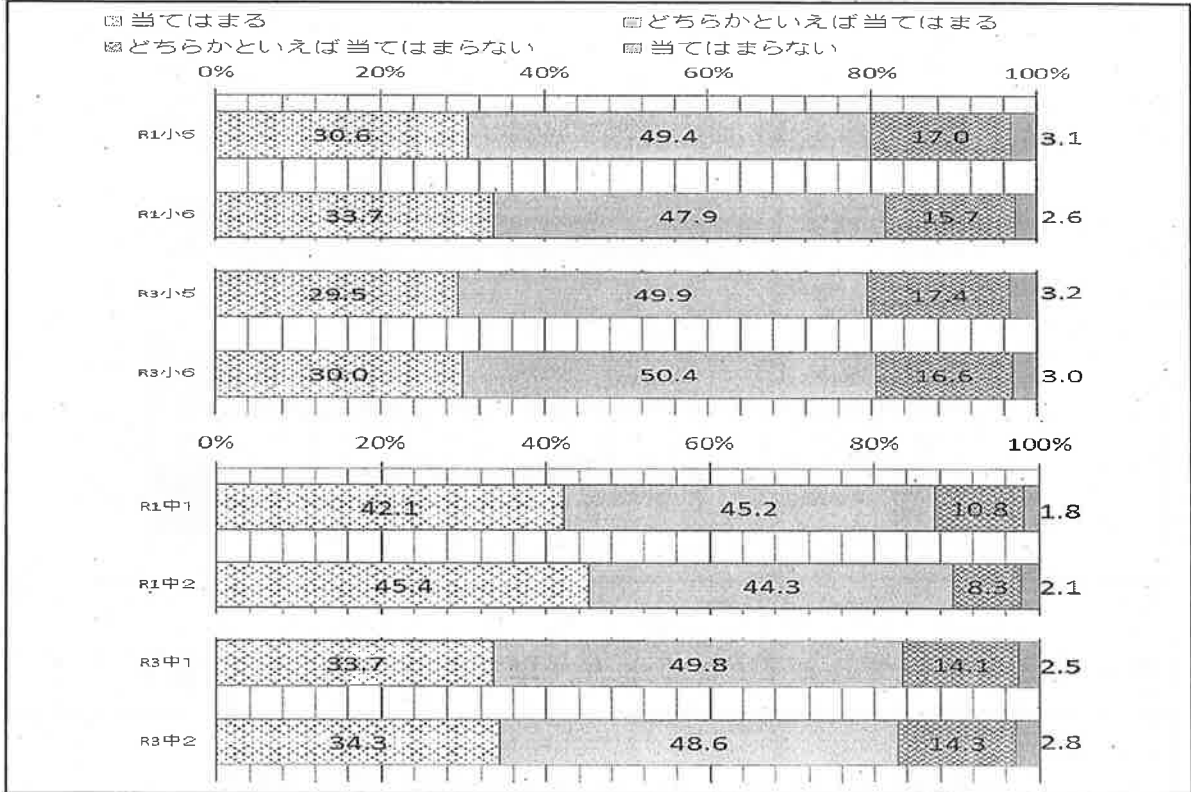 当てはまる どちらかといえば当てはまる
どちらかといえば当てはまらない 当てはまらない
0% 20% 40% 60% 80% 100%
R1小5 30.6 49.4 17.0 3.1
R1小6 33.7 47.9 15.7 2.6
R3小5 29.5 49.9 17.4 3.2
R3小6 30.0 50.4 16.6 3.0
0% 20% 40% 60% 80% 100%
R1中1 42.1 45.2 10.8 1.8
R1中2 45.4 44.3 8.3 2.1
R3中1 33.7 49.8 14.1 2.5
R3中2 34.3 48.6 14.3 2.8